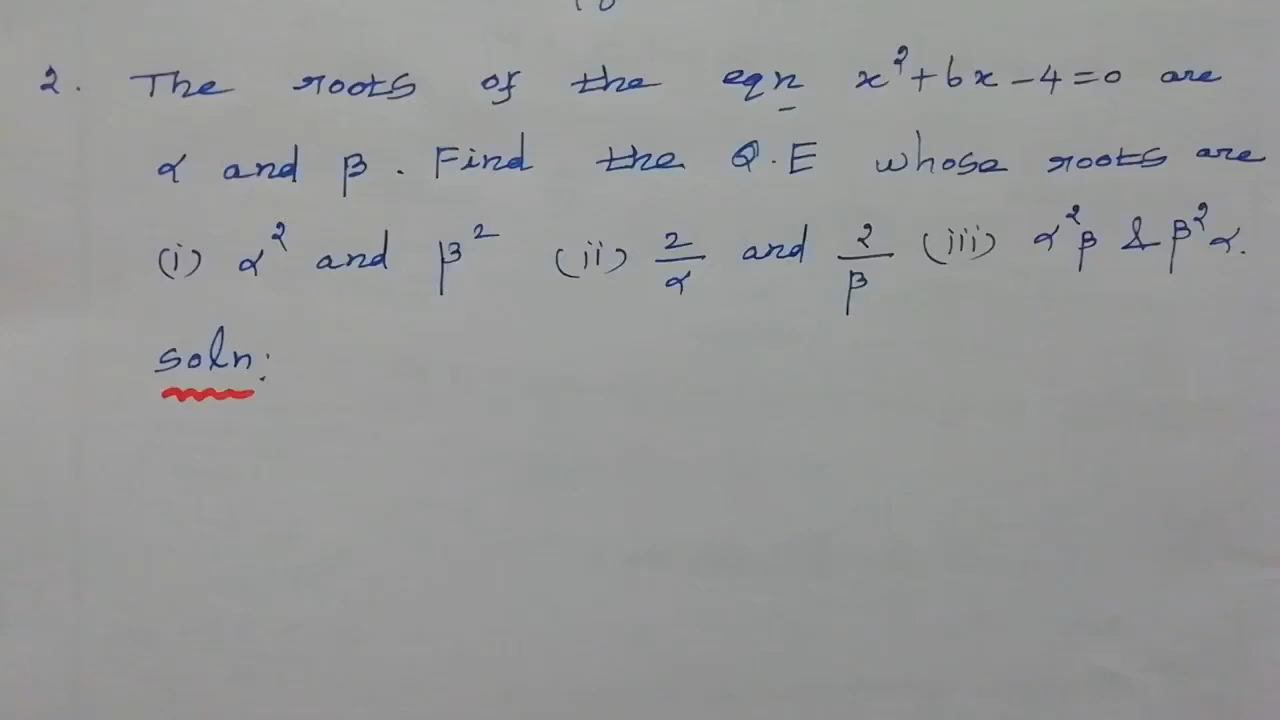 2. The roots of the eqn x²+6x-4=0 are
α and β. Find the Q.E whose roots are
(i) α² and β² (ii) 2/α and 2/β (iii) α²β & β²α.
Soln: